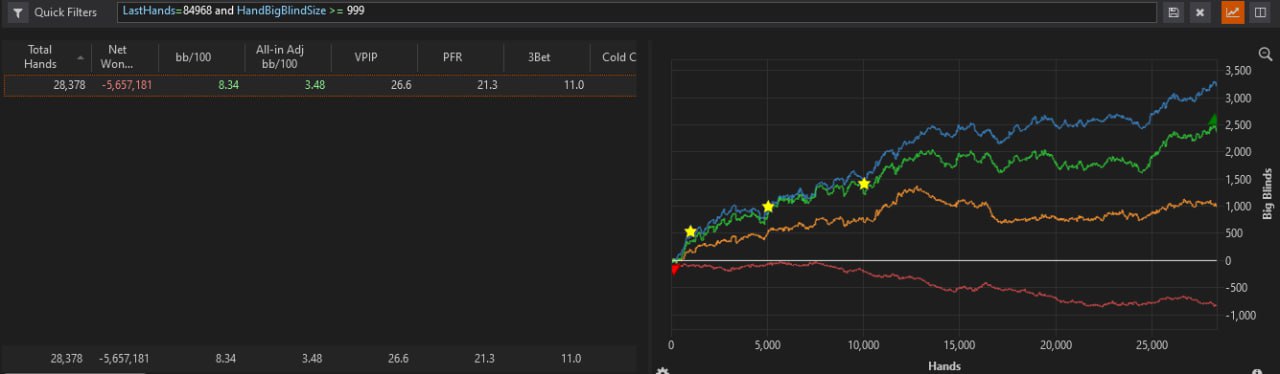 Quick Filters
LastHands=84968 and HandBigBlindSize >= 999
Total Hands
Net Won...
bb/100
All-in Adj bb/100
VPIP
PFR
3Bet
Cold C
28,378 -5,657,181 8.34 3.48 26.6 21.3 11.0
28,378 -5,657,181 8.34 3.48 26.6 21.3 11.0
3,500
3,000
2,500
2,000
1,500
1,000
500
0
-500
-1,000
Big Blinds
0 5,000 10,000 15,000 20,000 25,000
Hands